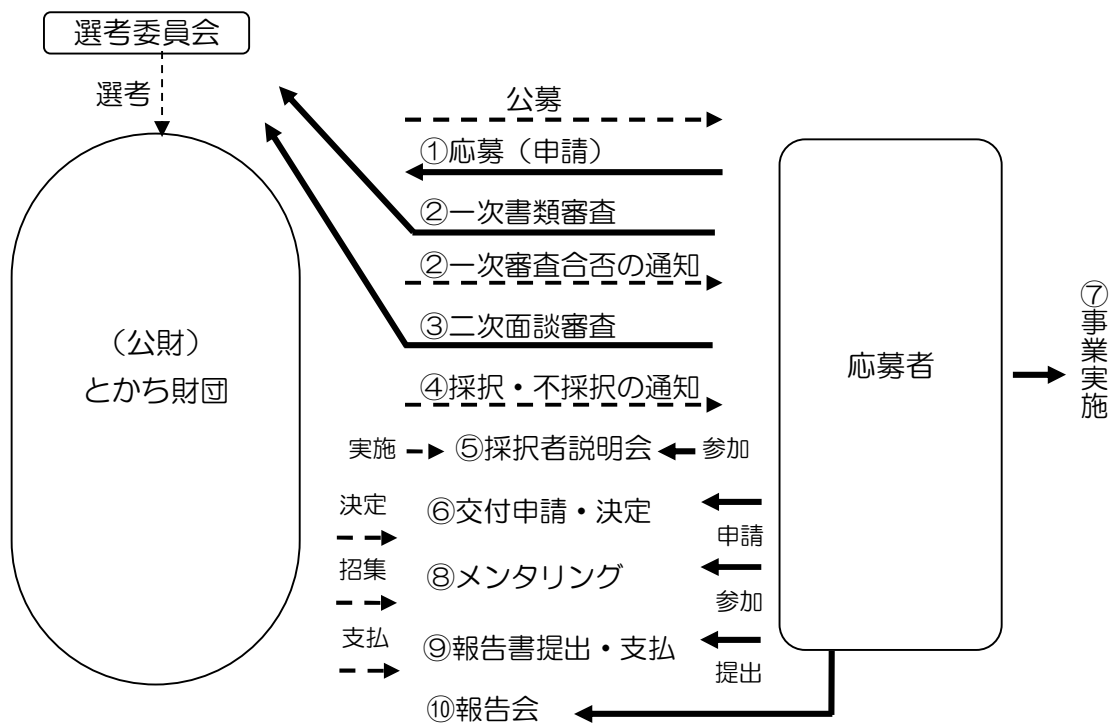 選考委員会
選考
公募
①応募（申請）
②一次書類審査
②一次審査合否の通知
③二次面談審査
④採択・不採択の通知
実施 ⑤採択者説明会 参加
決定 ⑥交付申請・決定 申請
招集 ⑧メンタリング 参加
支払 ⑨報告書提出・支払 提出
⑩報告会
（公財）
とかち財団
応募者
⑦事業実施